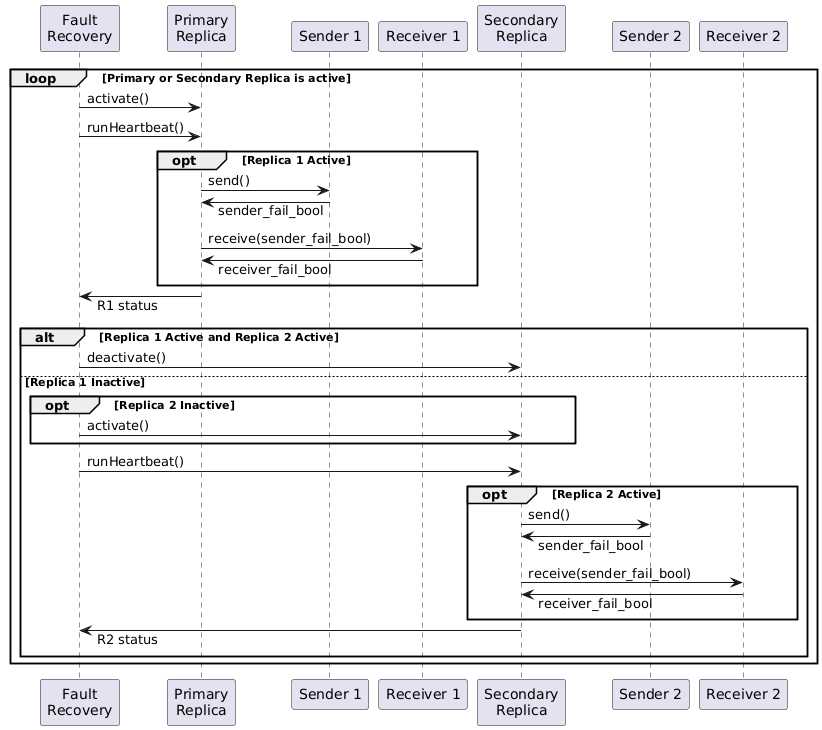 Fault
Recovery
Primary
Replica
Sender 1
Receiver 1
Secondary
Replica
Sender 2
Receiver 2
loop [Primary or Secondary Replica is active]
activate()
runHeartbeat()
opt [Replica 1 Active]
send()
sender_fail_bool
receive(sender_fail_bool)
receiver_fail_bool
R1 status
alt [Replica 1 Active and Replica 2 Active]
deactivate()
[Replica 1 Inactive]
opt [Replica 2 Inactive]
activate()
runHeartbeat()
opt [Replica 2 Active]
send()
sender_fail_bool
receive(sender_fail_bool)
receiver_fail_bool
R2 status
Fault
Recovery
Primary
Replica
Sender 1
Receiver 1
Secondary
Replica
Sender 2
Receiver 2